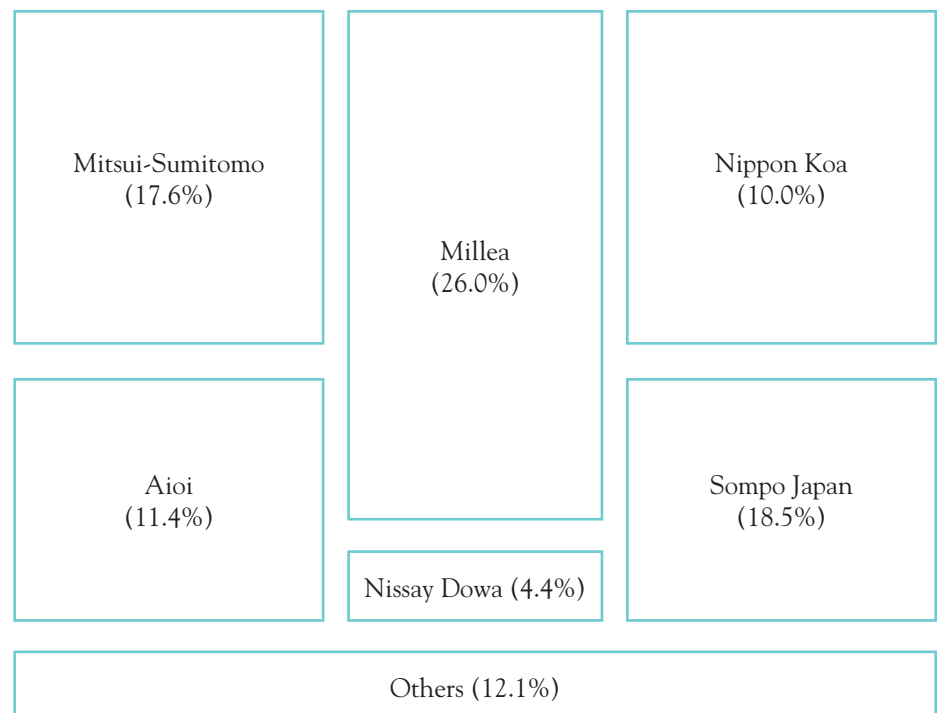 Mitsui-Sumitomo
(17.6%)
Millea
(26.0%)
Nippon Koa
(10.0%)
Aioi
(11.4%)
Nissay Dowa (4.4%)
Sompo Japan
(18.5%)
Others (12.1%)